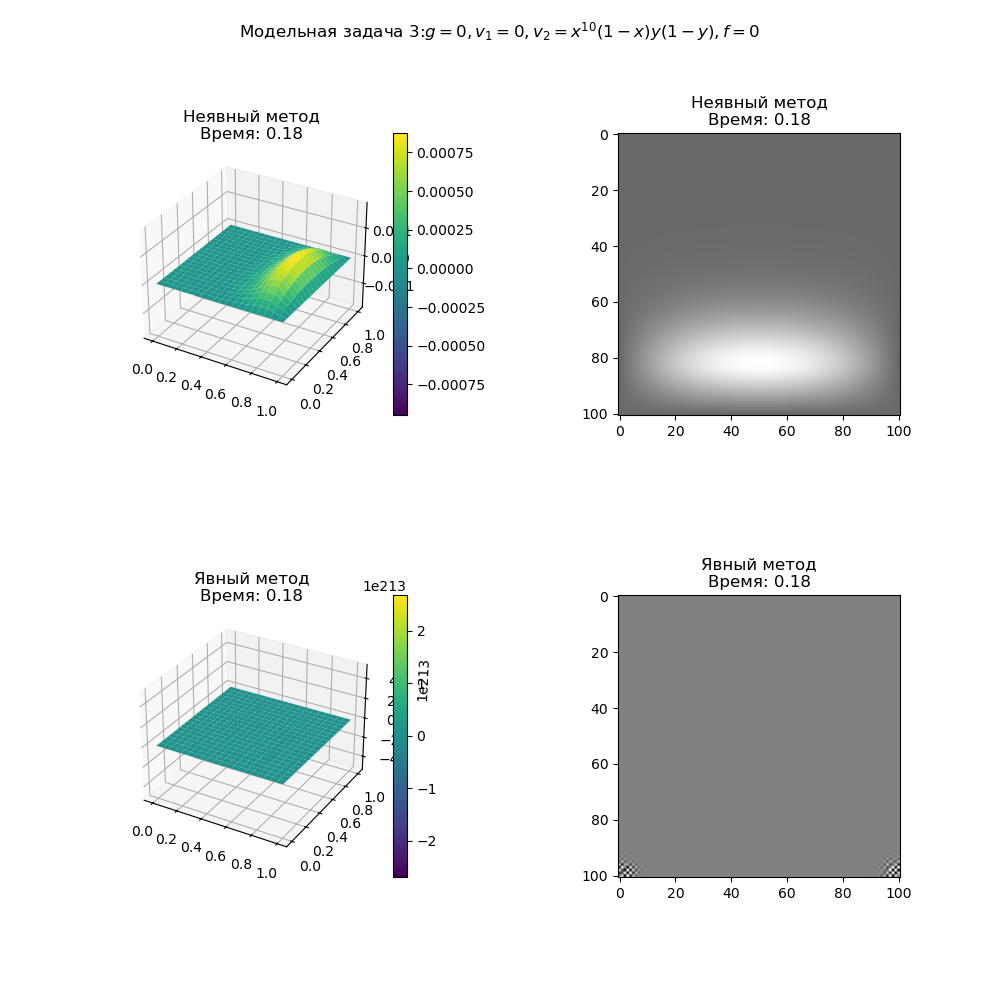 Модельная задача 3:g = 0, v₁ = 0, v₂ = x¹⁰(1 − x)y(1 − y), f = 0
Неявный метод
Время: 0.18
0.00075
0.00050
0.00025
0.00000
−0.00025
−0.00050
−0.00075
0.0 0.2 0.4 0.6 0.8 1.0
0.0 0.2 0.4 0.6 0.8 1.0
Неявный метод
Время: 0.18
0
20
40
60
80
100
0 20 40 60 80 100
Явный метод
Время: 0.18
1e213
2
0
−1
−2
1e213
0.0 0.2 0.4 0.6 0.8 1.0
0.0 0.2 0.4 0.6 0.8 1.0
Явный метод
Время: 0.18
0
20
40
60
80
100
0 20 40 60 80 100